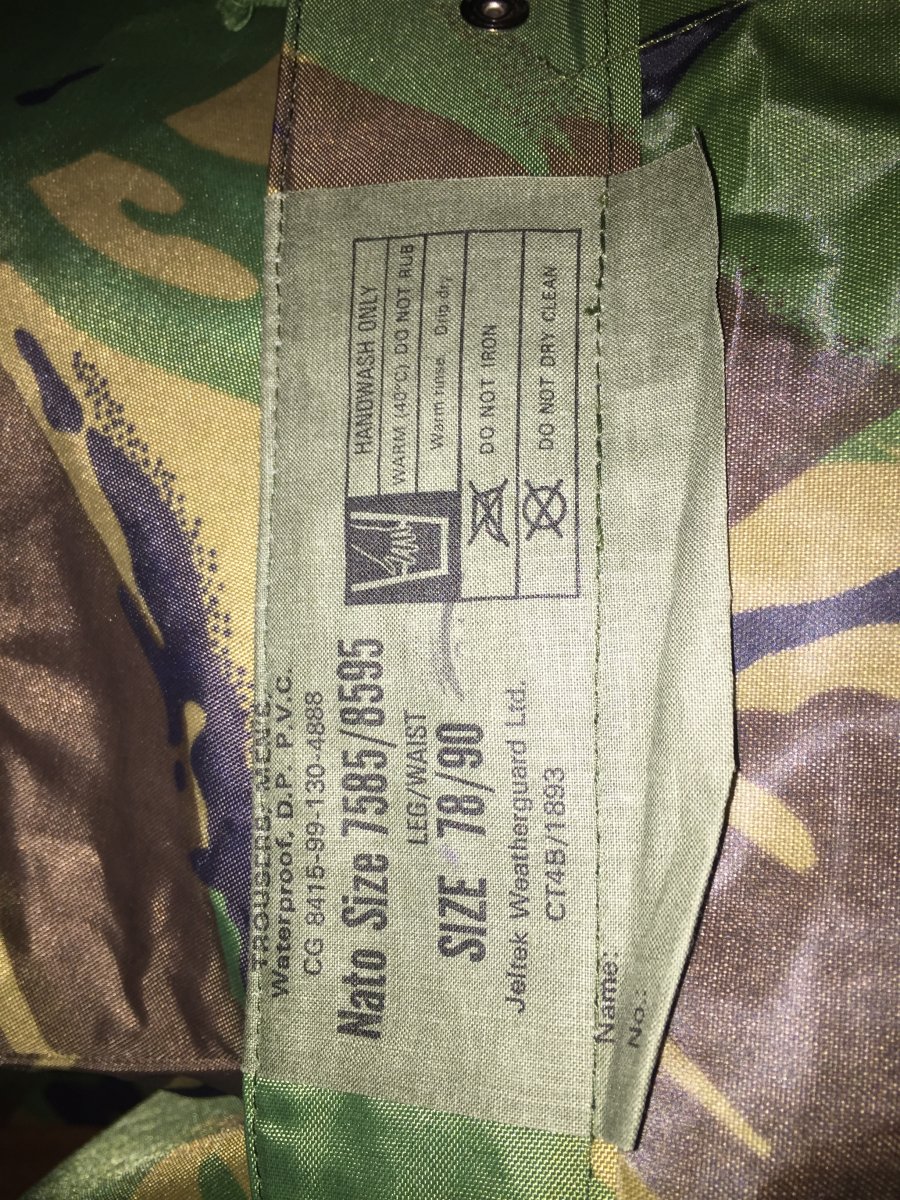 TROUSERS, MEN'S,
Waterproof, D.P. P.V.C.
CG 8415-99-130-4888
Nato Size 7585/8595
LEG/WAIST
SIZE 78/90
Jeltek Weatherguard Ltd.
CT4B/1893
Name:
No.:
HANDWASH ONLY
WARM (40°C) DO NOT RUB
Warm rinse. Drip dry
DO NOT IRON
DO NOT DRY CLEAN